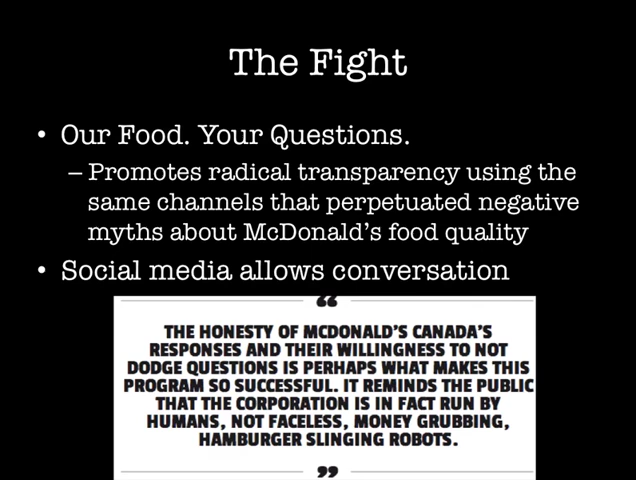 The Fight
• Our Food. Your Questions.
– Promotes radical transparency using the
same channels that perpetuated negative
myths about McDonald's food quality
• Social media allows conversation
“
THE HONESTY OF MCDONALD'S CANADA'S
RESPONSES AND THEIR WILLINGNESS TO NOT
DODGE QUESTIONS IS PERHAPS WHAT MAKES THIS
PROGRAM SO SUCCESSFUL. IT REMINDS THE PUBLIC
THAT THE CORPORATION IS IN FACT RUN BY
HUMANS, NOT FACELESS, MONEY GRUBBING,
HAMBURGER SLINGING ROBOTS.
”